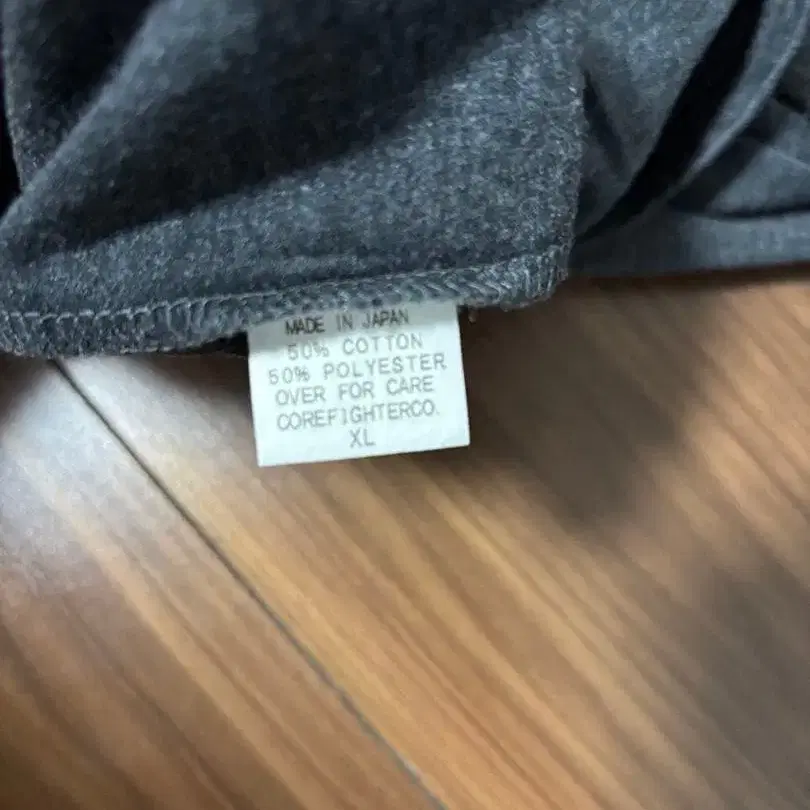 MADE IN JAPAN
50% COTTON
50% POLYESTER
OVER FOR CARE
COREFIGHTERCO.
XL